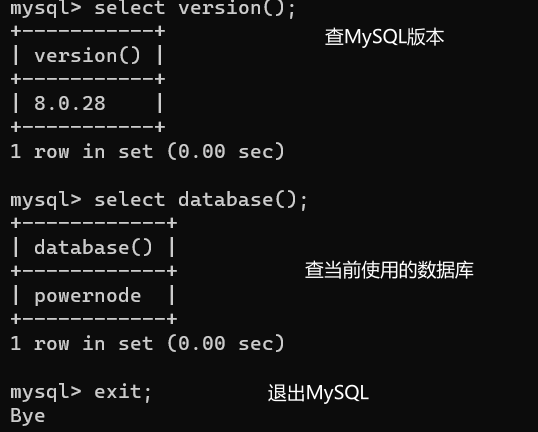 mysql> select version();
+-----------+
查MySQL版本
| version() |
+-----------+
| 8.0.28    |
+-----------+
1 row in set (0.00 sec)
mysql> select database();
+------------+
| database() |
+------------+
查当前使用的数据库
| powernode  |
+------------+
1 row in set (0.00 sec)
mysql> exit; 退出MySQL
Bye